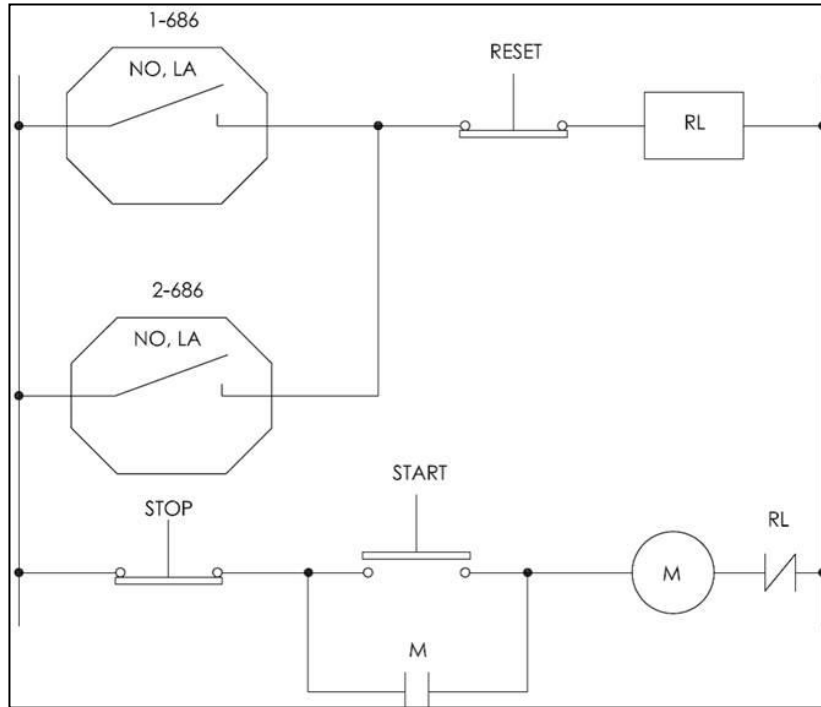 1-686
NO, LA
RESET
RL
2-686
NO, LA
START
STOP
RL
M
M